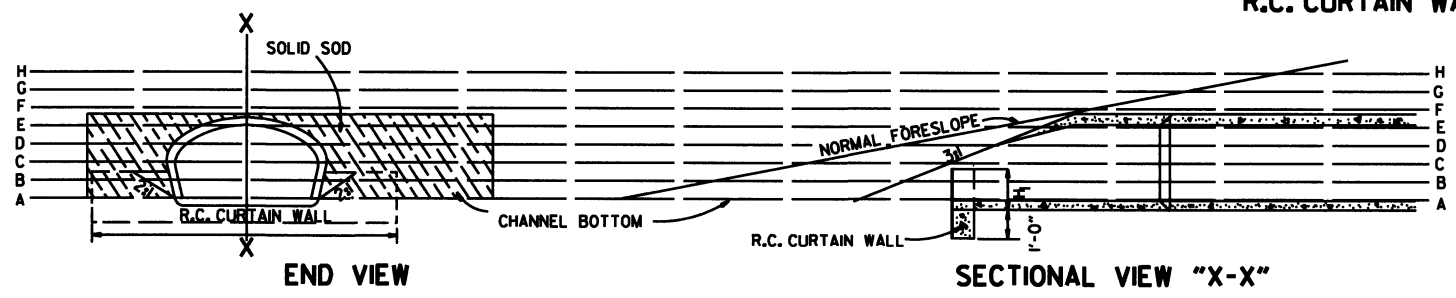 R.C. CURTAIN WA
X
SOLID SOD
H
G
F
E
D
C
B
A
2:1
2:1
R.C. CURTAIN WALL
X
CHANNEL BOTTOM
END VIEW
NORMAL FORESLOPE
3:1
H
G
F
E
D
C
B
A
H
1'-0"
R.C. CURTAIN WALL
SECTIONAL VIEW "X-X"